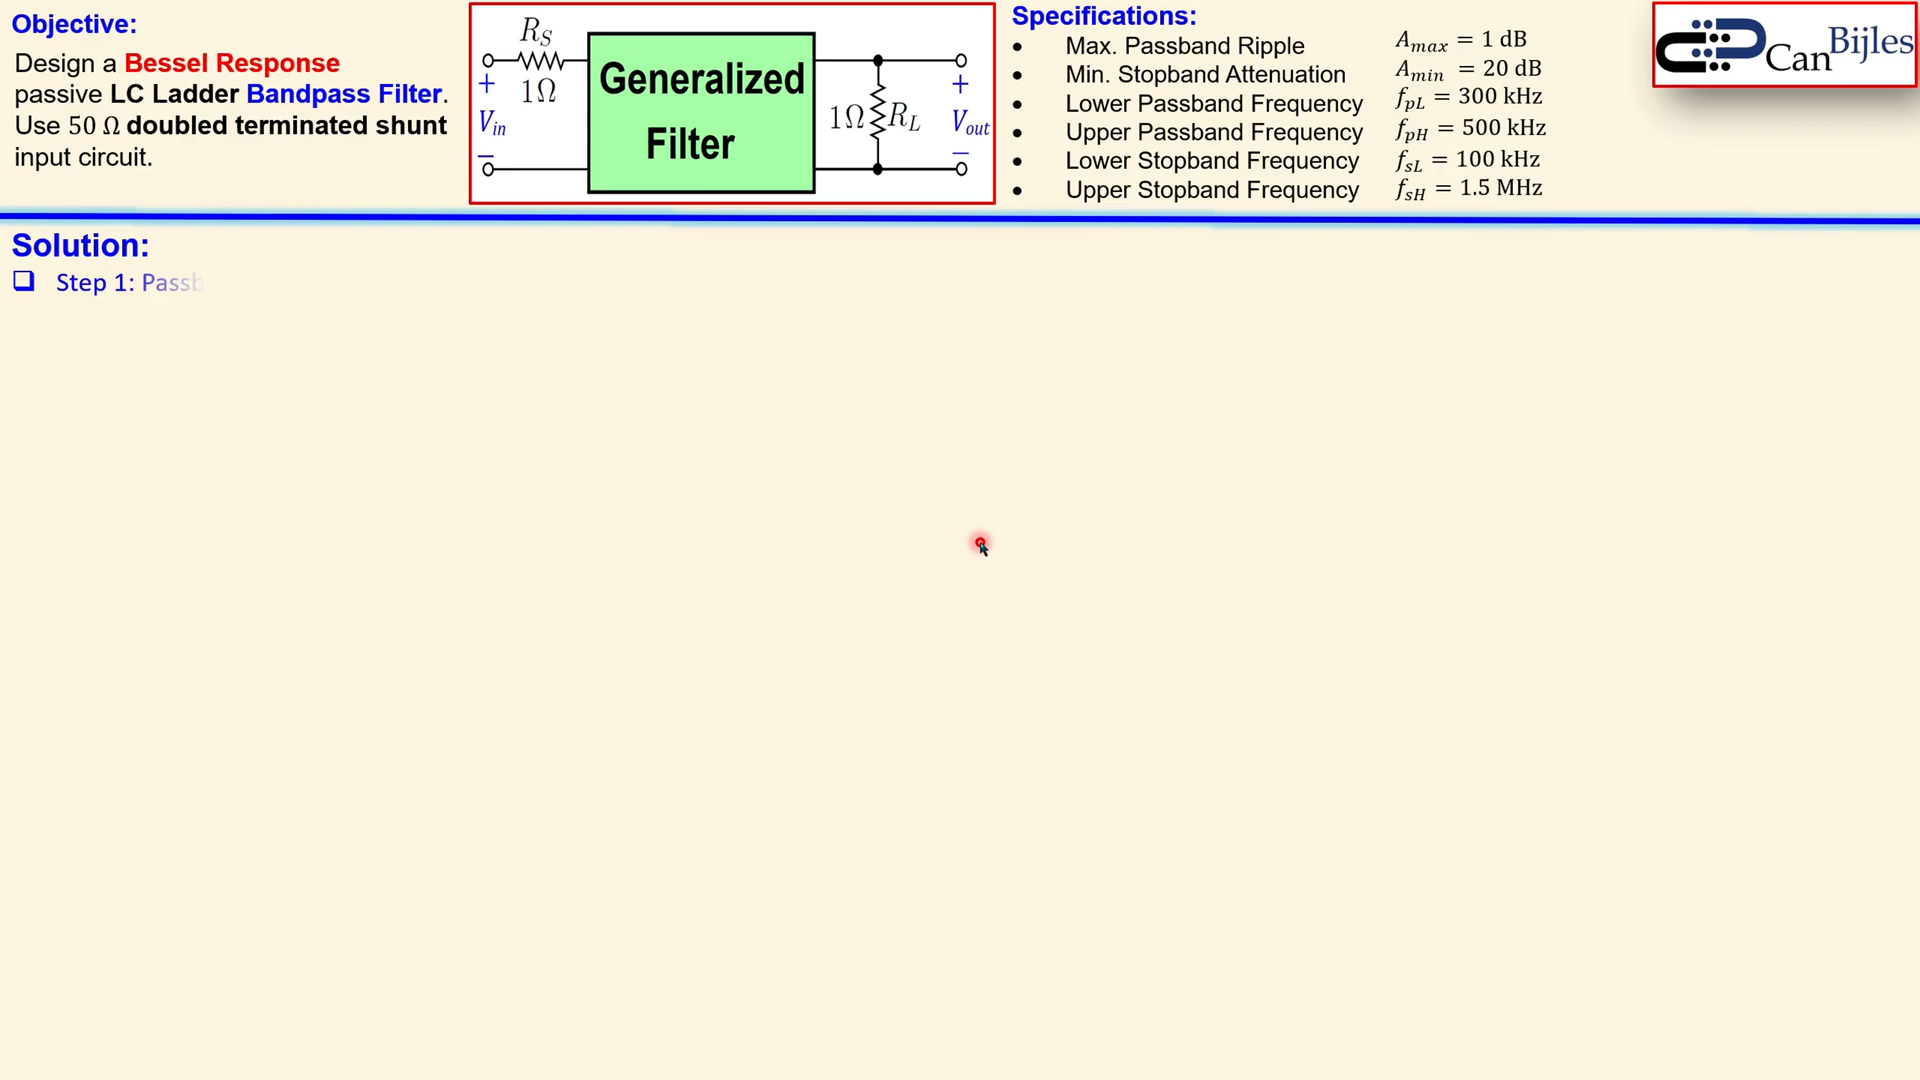 Objective:
Design a Bessel Response
passive LC Ladder Bandpass Filter.
Use 50 Ω doubled terminated shunt
input circuit.
R_S
1Ω
+
V_in
−
Generalized
Filter
1Ω R_L
+
V_out
−
Specifications:
• Max. Passband Ripple A_max = 1 dB
• Min. Stopband Attenuation A_min = 20 dB
• Lower Passband Frequency f_pL = 300 kHz
• Upper Passband Frequency f_pH = 500 kHz
• Lower Stopband Frequency f_sL = 100 kHz
• Upper Stopband Frequency f_sH = 1.5 MHz
CanBijles
Solution:
❑ Step 1: Passb